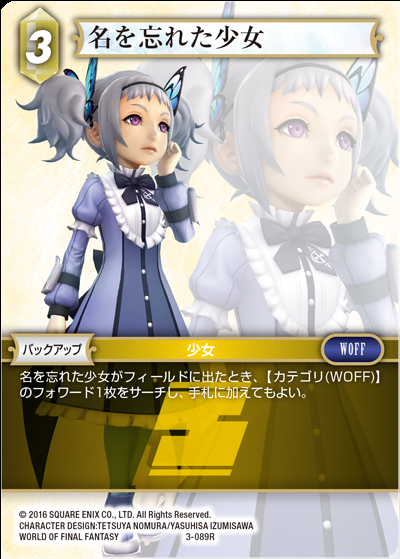 3
名を忘れた少女
バックアップ
少女
WOFF
名を忘れた少女がフィールドに出たとき、【カテゴリ(WOFF)】
のフォワード1枚をサーチし、手札に加えてもよい。
© 2016 SQUARE ENIX CO., LTD. All Rights Reserved.
CHARACTER DESIGN:TETSUYA NOMURA/YASUHISA IZUMISAWA
WORLD OF FINAL FANTASY 3-089R